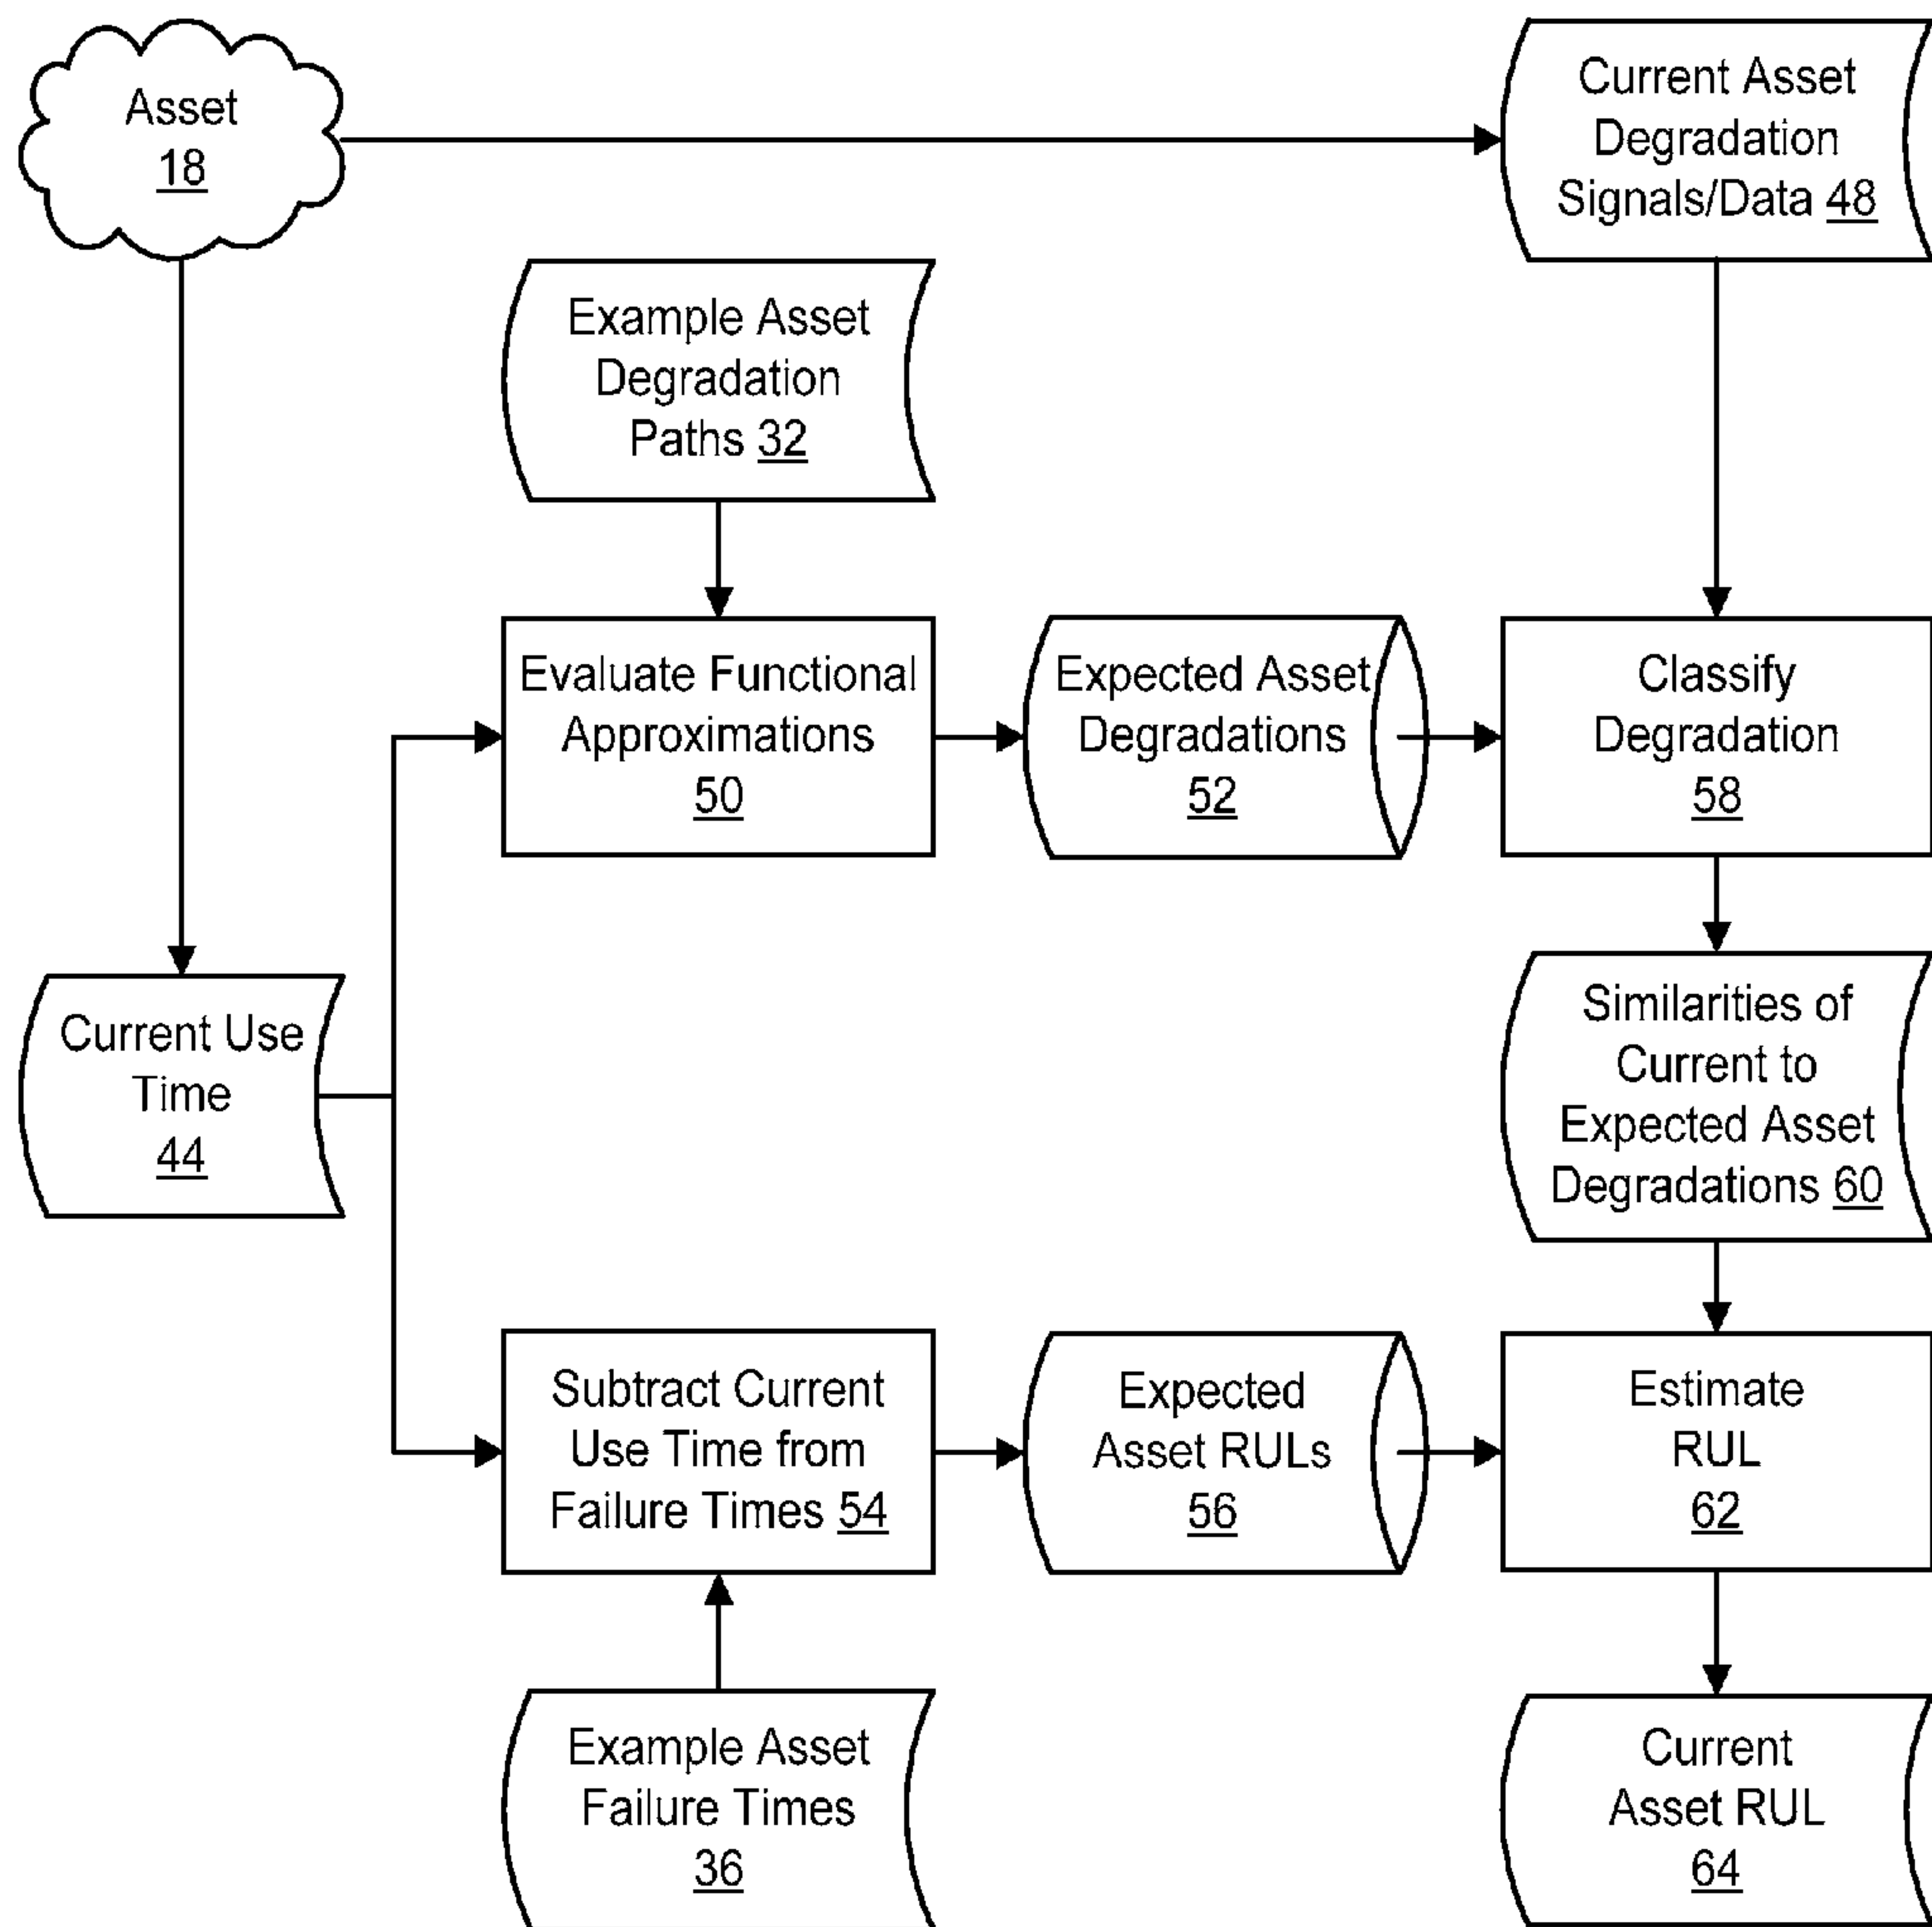 Asset
18
Current Asset
Degradation
Signals/Data 48
Example Asset
Degradation
Paths 32
Evaluate Functional
Approximations
50
Expected Asset
Degradations
52
Classify
Degradation
58
Current Use
Time
44
Similarities of
Current to
Expected Asset
Degradations 60
Subtract Current
Use Time from
Failure Times 54
Expected
Asset RULs
56
Estimate
RUL
62
Example Asset
Failure Times
36
Current
Asset RUL
64